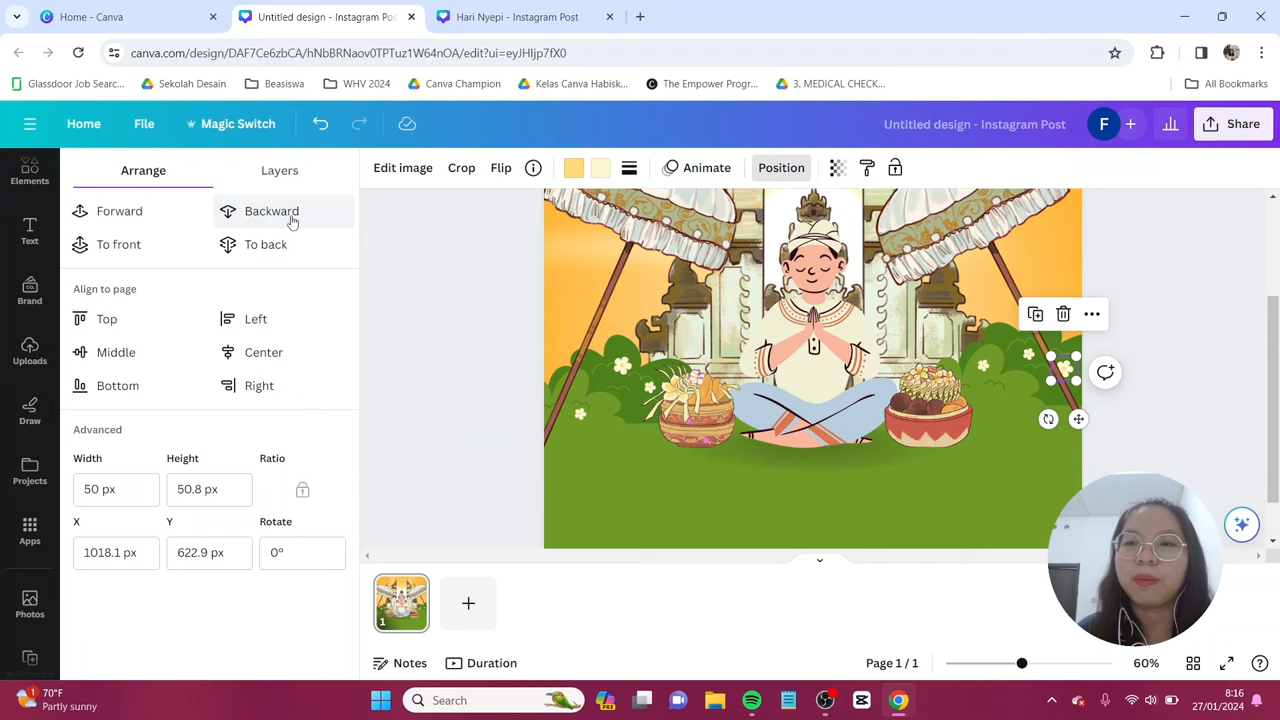 Home - Canva
Untitled design - Instagram Pos
Hari Nyepi - Instagram Post
canva.com/design/DAF7Ce6zbCA/hNbBRNaov0TPTuz1W64nOA/edit?ui=eyJHIjp7fX0
Glassdoor Job Searc...
Sekolah Desain
Beasiswa
WHV 2024
Canva Champion
Kelas Canva Habisk...
The Empower Progr...
3. MEDICAL CHECK...
All Bookmarks
Home
File
Magic Switch
Untitled design - Instagram Post
F
Share
Elements
Text
Brand
Uploads
Draw
Projects
Apps
Photos
Arrange
Layers
Forward
Backward
To front
To back
Align to page
Top
Left
Middle
Center
Bottom
Right
Advanced
Width
Height
Ratio
50 px
50.8 px
X
Y
Rotate
1018.1 px
622.9 px
0°
Edit image
Crop
Flip
Animate
Position
1
Notes
Duration
Page 1 / 1
60%
1
70°F
Partly sunny
Search
PRE
8:16
27/01/2024